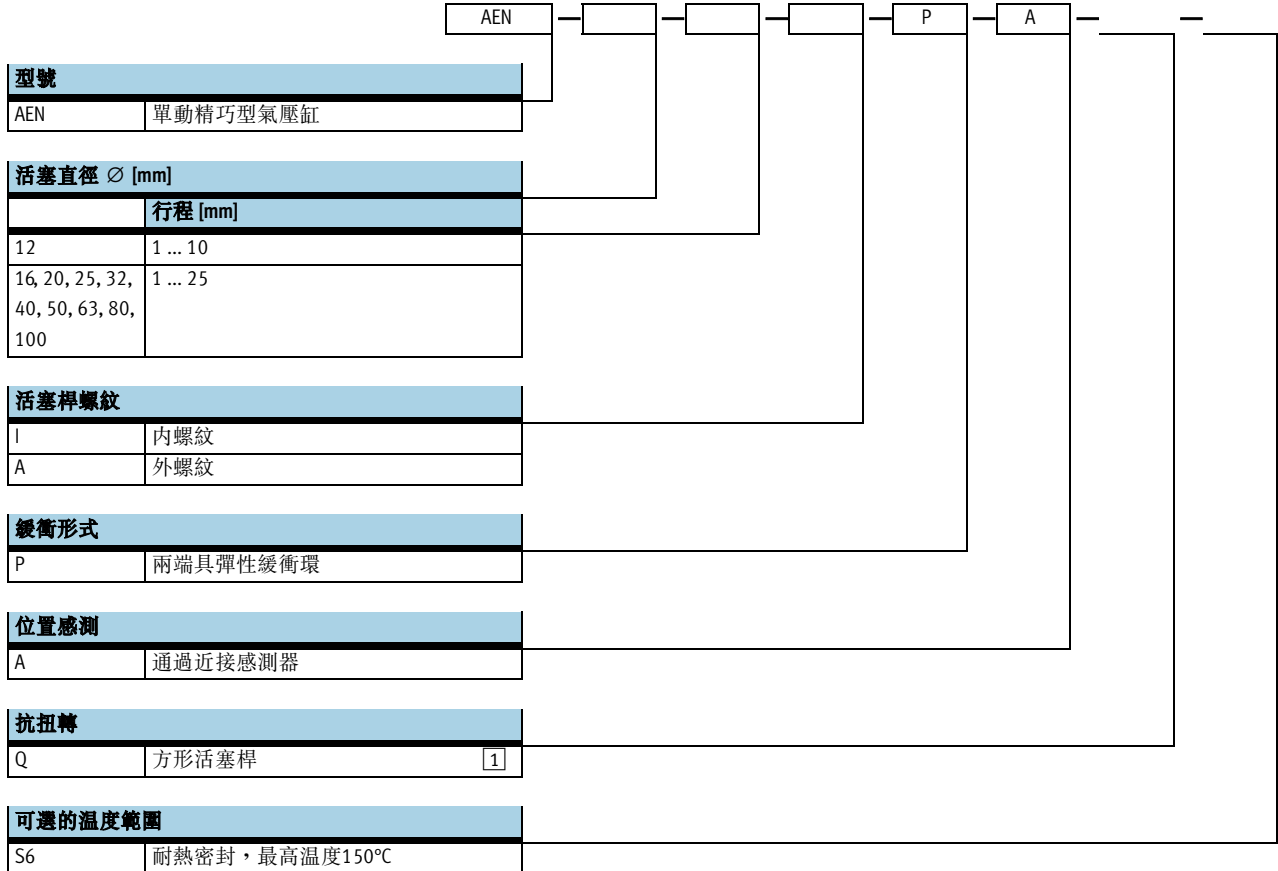 AEN — — — — P — A — —
型號
AEN 單動精巧型氣壓缸
活塞直徑 ∅ [mm]
行程 [mm]
12 1 ... 10
16, 20, 25, 32, 1 ... 25
40, 50, 63, 80,
100
活塞桿螺紋
I 內螺紋
A 外螺紋
緩衝形式
P 兩端具彈性緩衝環
位置感測
A 通過近接感測器
抗扭轉
Q 方形活塞桿 1
可選的温度範圍
S6 耐熱密封，最高温度150ºC